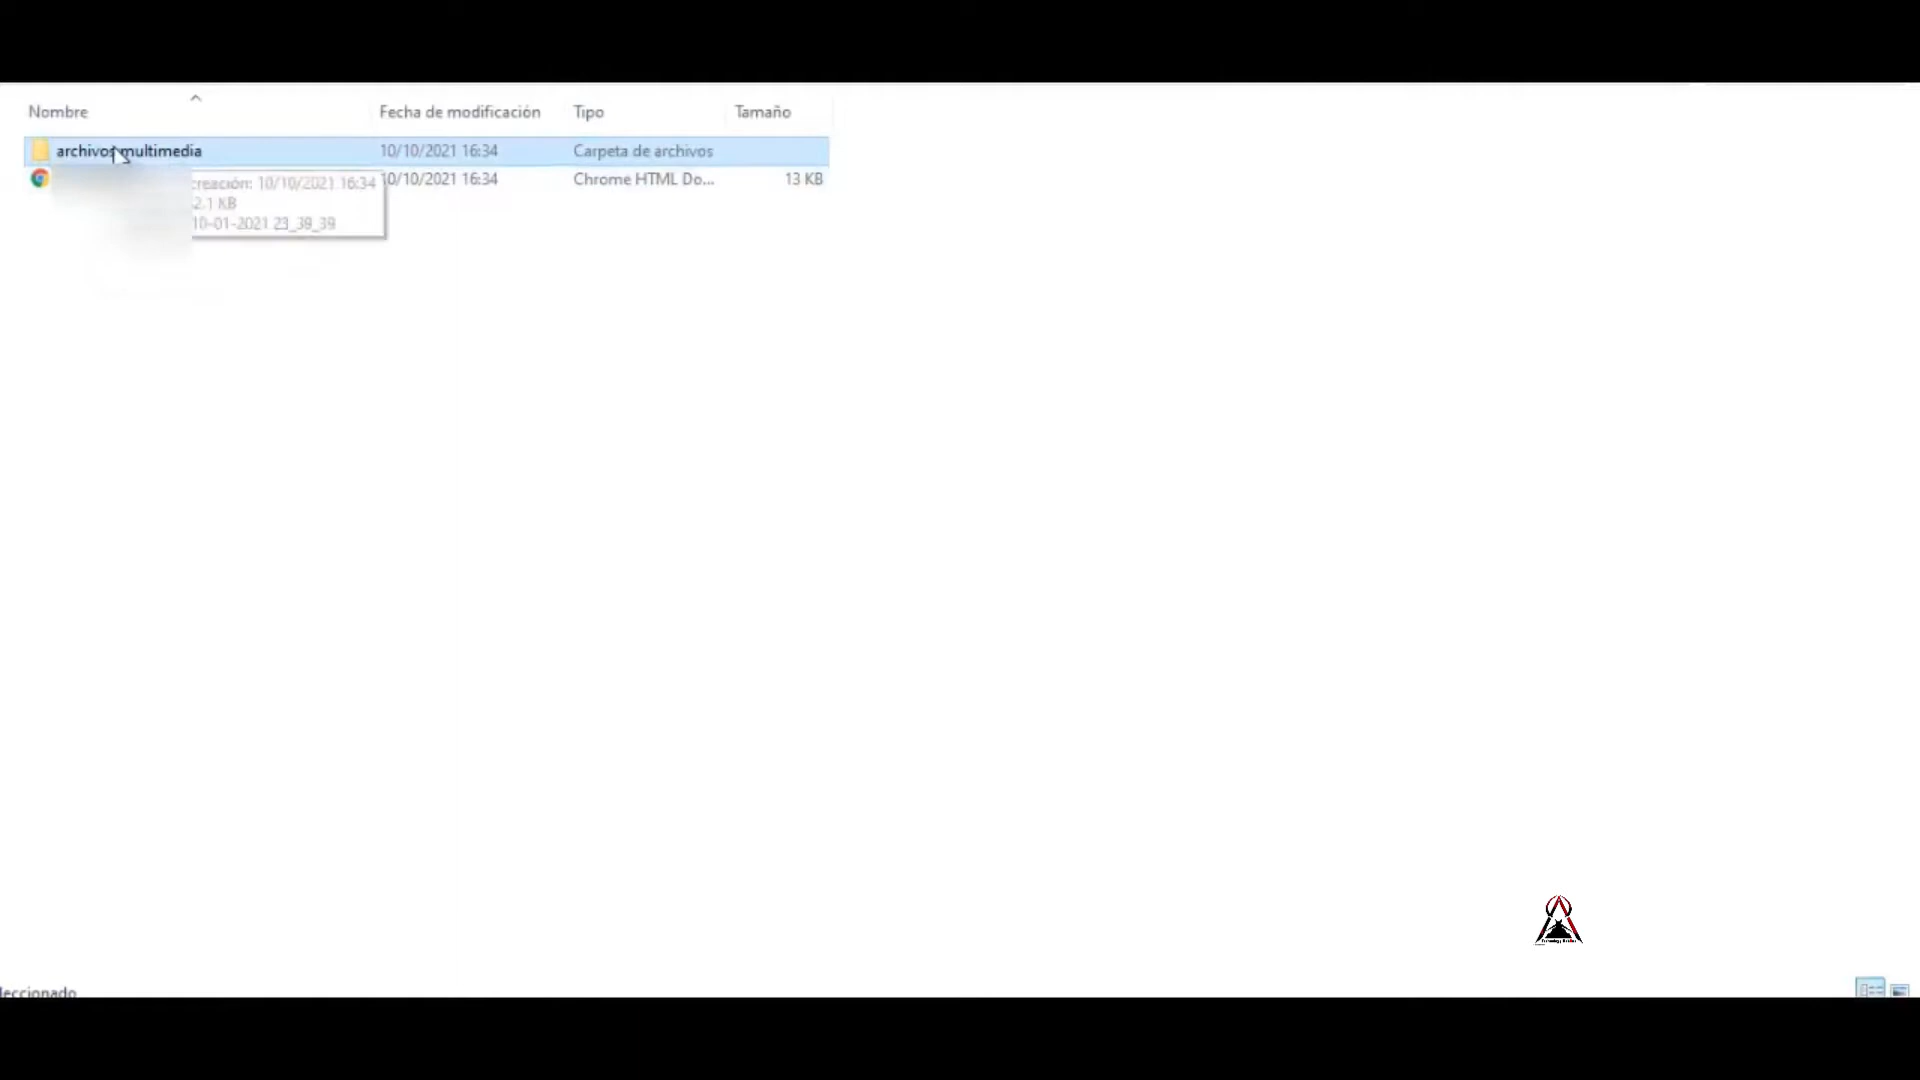 Nombre Fecha de modificación Tipo Tamaño
archivos multimedia 10/10/2021 16:34 Carpeta de archivos
10/10/2021 16:34 Chrome HTML Do... 13 KB
creación: 10/10/2021 16:34
2.1 KB
10-01-2021 23_39_39
leccionado